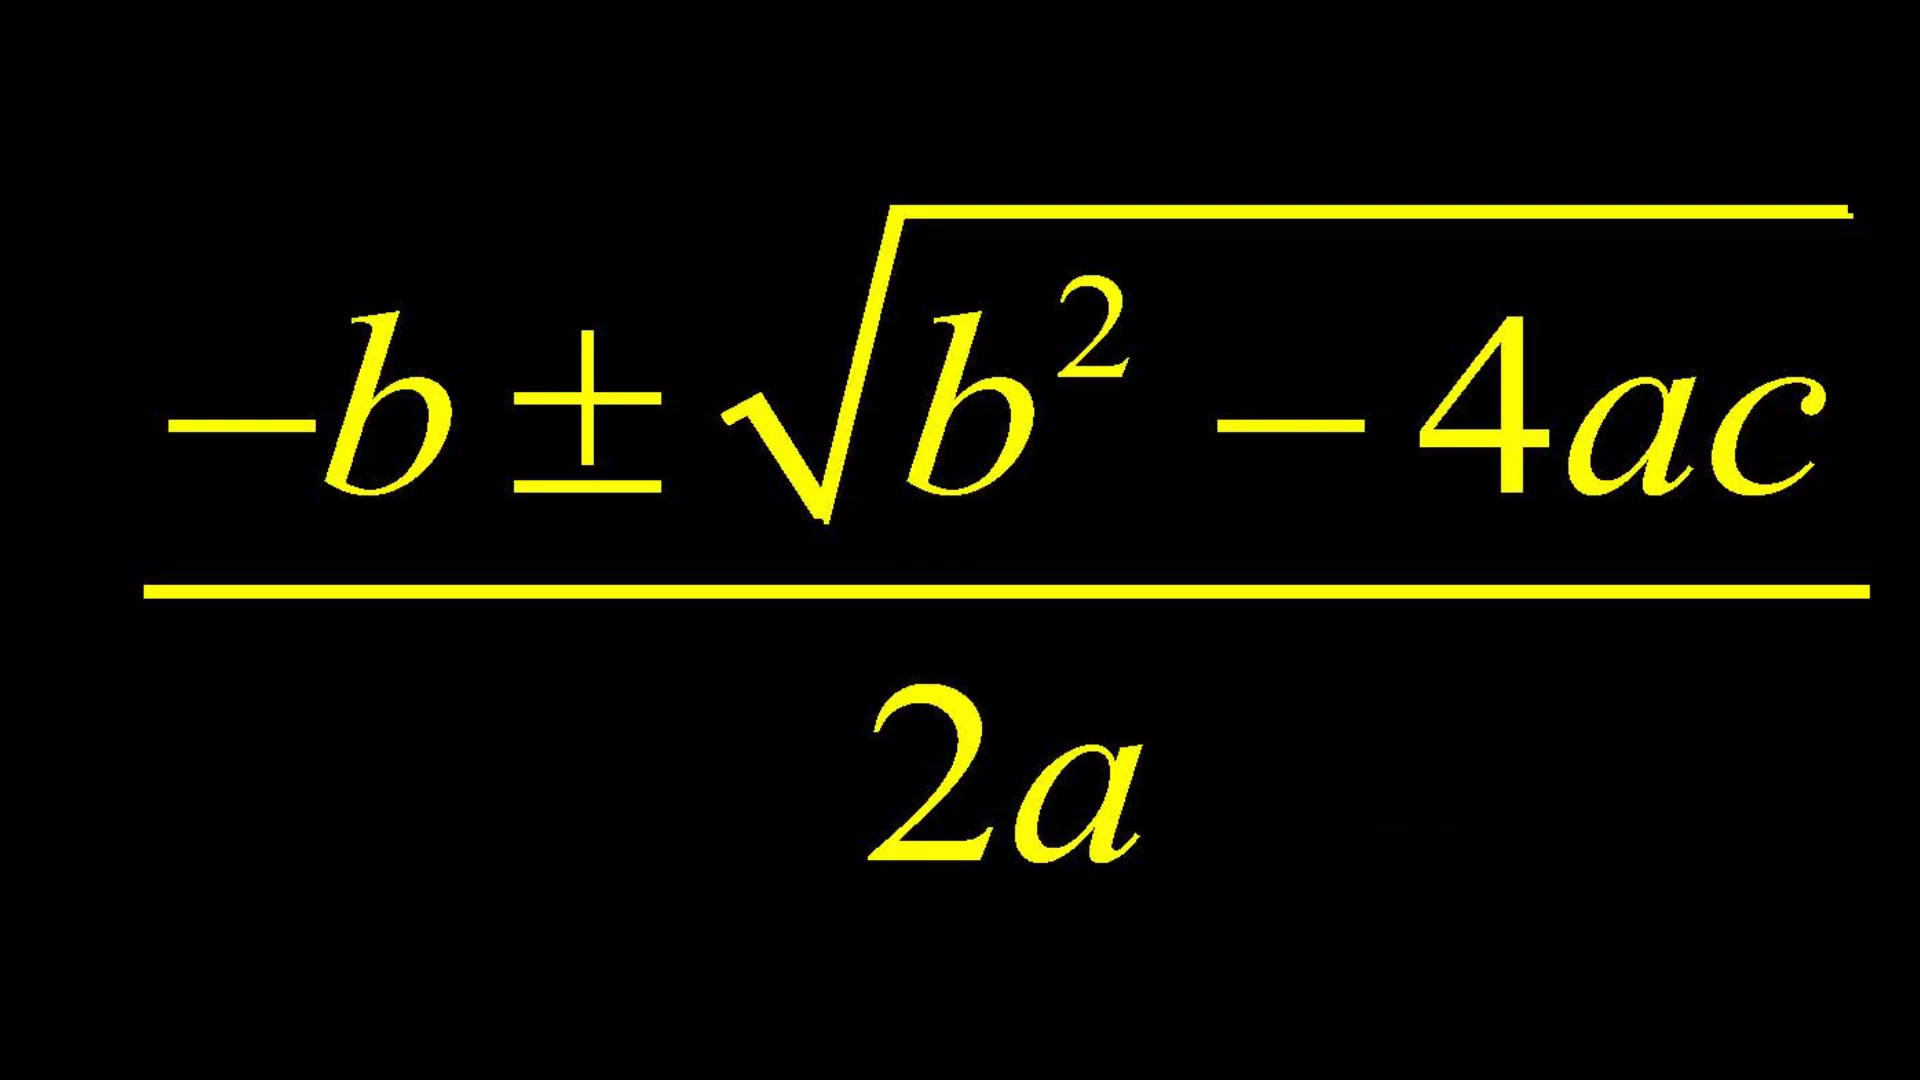 −b ± √(b² − 4ac)
2a